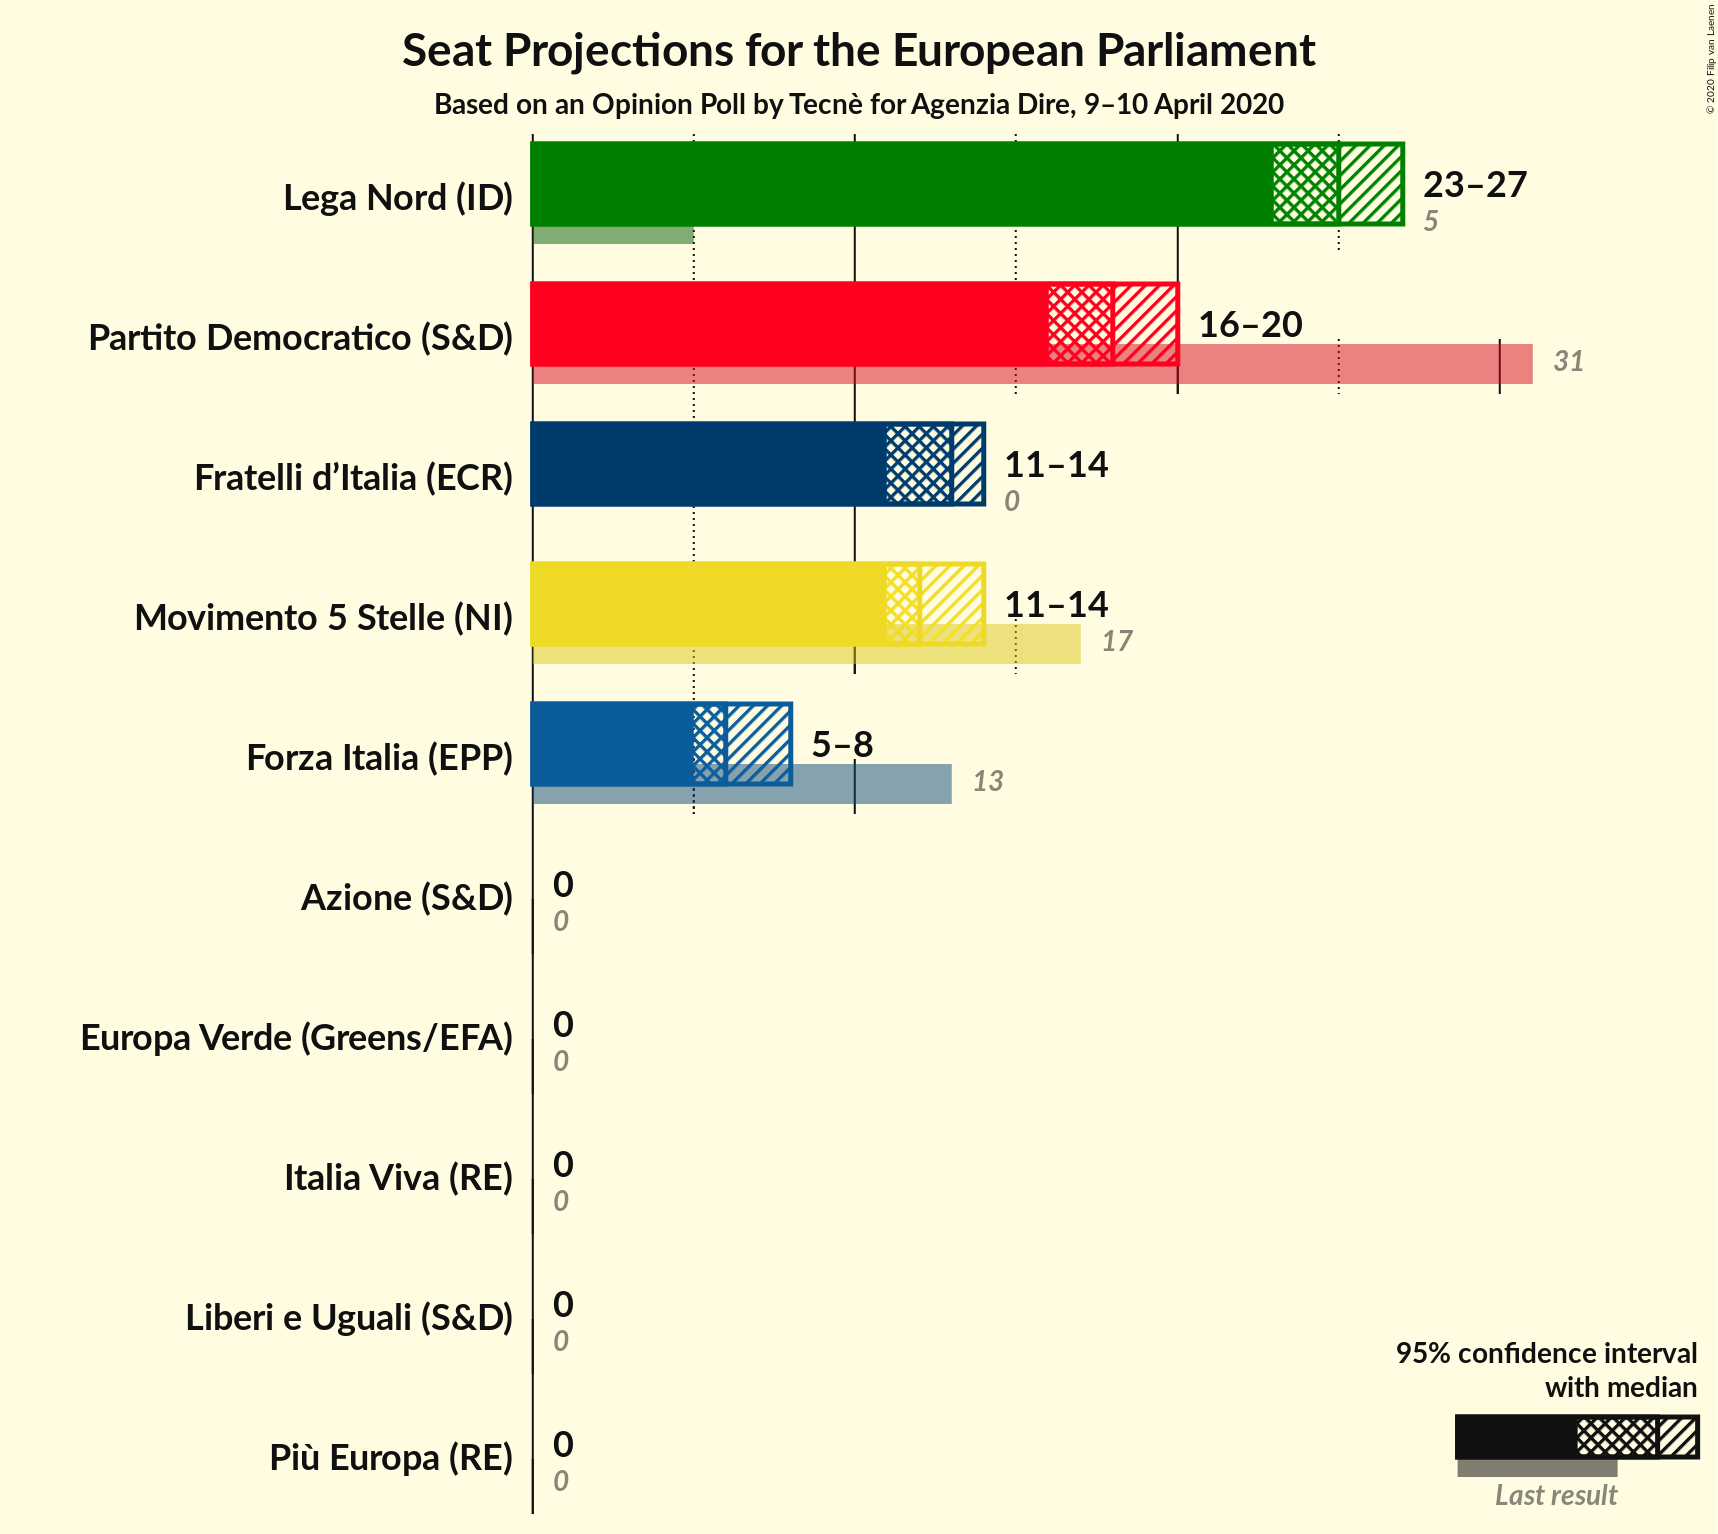 Seat Projections for the European Parliament
Based on an Opinion Poll by Tecnè for Agenzia Dire, 9–10 April 2020
© 2020 Filip van Laenen
Lega Nord (ID)
23–27
5
Partito Democratico (S&D)
16–20
31
Fratelli d’Italia (ECR)
11–14
0
Movimento 5 Stelle (NI)
11–14
17
Forza Italia (EPP)
5–8
13
Azione (S&D)
0
0
Europa Verde (Greens/EFA)
0
0
Italia Viva (RE)
0
0
Liberi e Uguali (S&D)
0
0
Più Europa (RE)
0
0
95% confidence interval
with median
Last result